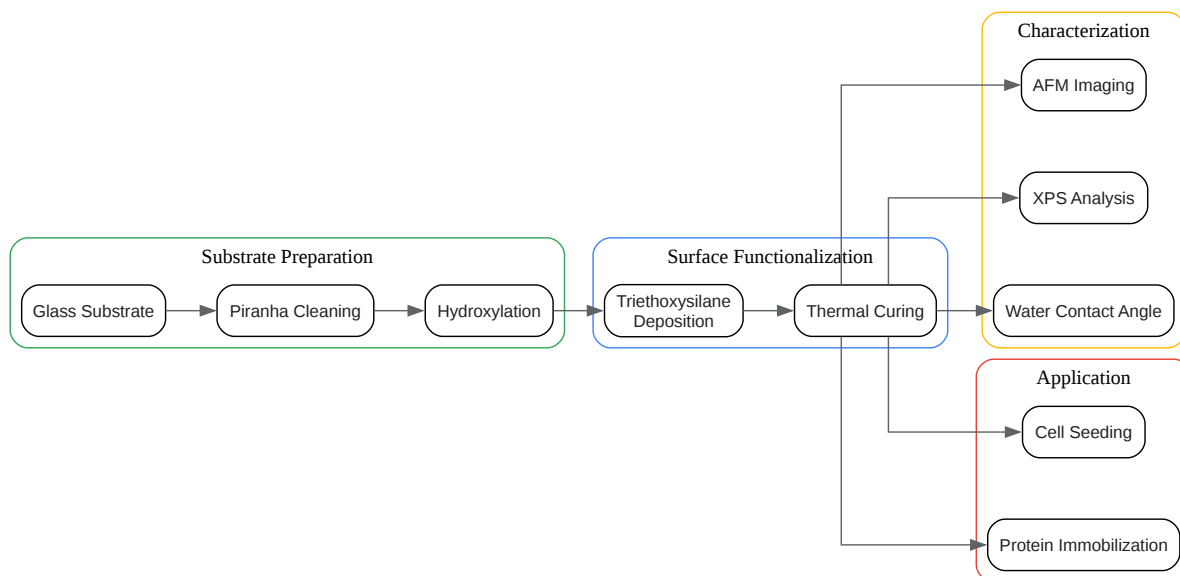 Characterization
AFM Imaging
XPS Analysis
Substrate Preparation
Surface Functionalization
Glass Substrate
Piranha Cleaning
Hydroxylation
Triethoxysilane
Deposition
Thermal Curing
Water Contact Angle
Application
Cell Seeding
Protein Immobilization